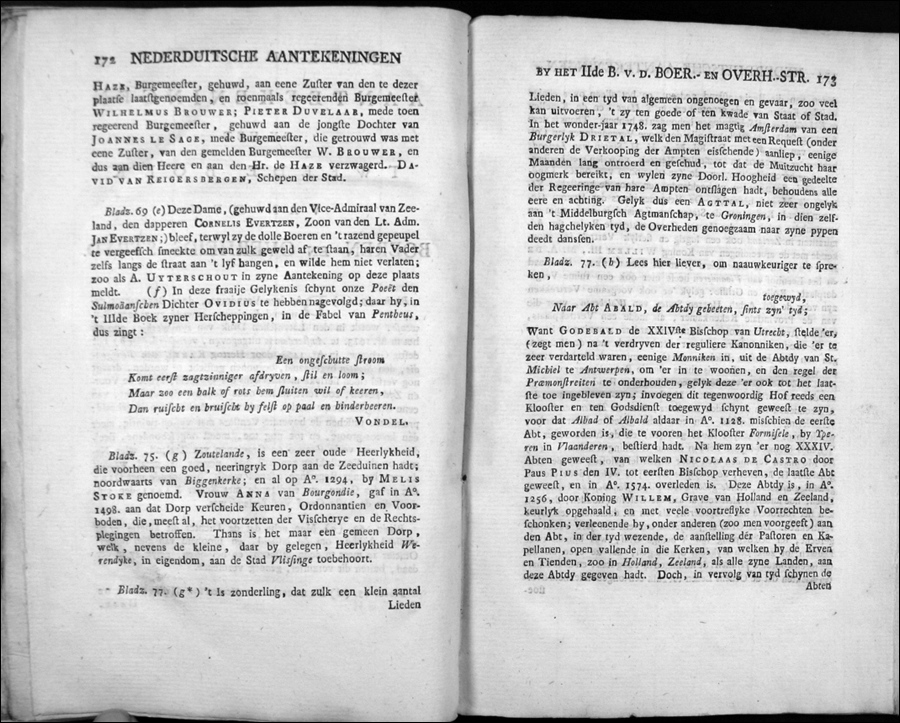 172 NEDERDUITSCHE AANTEKENINGEN
HAZE, Burgemeeſter, gehuwd, aan eene Zuſter van den te dezer
plaatſe laatſtgenoemden, en toenmaals regeerenden Burgemeeſter
WILHELMUS BROUWER; PIETER DUVELAAR, mede toen
regeerend Burgemeeſter, gehuwd aan de jongſte Dochter van
JOANNES LE SAGE, mede Burgemeeſter, die getrouwd was met
eene Zuſter, van den gemelden Burgemeeſter W. BROUWER, en
dus aan dien Heere en aan den Hr. de HAZE verzwagerd. DA-
VID VAN REIGERSBERGEN, Schepen der Stad.
Bladz. 69 (e) Deze Dame, (gehuwd aan den Vice-Admiraal van Zee-
land, den dapperen CORNELIS EVERTZEN, Zoon van den Lt. Adm.
JAN EVERTZEN;) bleef, terwyl zy de dolle Boeren en 't razend gepeupel
te vergeefſch ſmeekte om van zulk geweld af te ſtaan, haren Vader
zelfs langs de ſtraat aan 't lyf hangen, en wilde hem niet verlaten;
zoo als A. UYTERSCHOUT in zyne Aantekening op deze plaats
meldt. (f) In deze fraaije Gelykenis ſchynt onze Poeët den
Sulmoaanſchen Dichter OVIDIUS te hebben nagevolgd; daar hy, in
't IIIde Boek zyner Herſcheppingen, in de Fabel van Pentheus,
dus zingt:
Een ongeſchutte ſtroom
Komt eerſt zagtzinniger afdryven, ſtil en loom;
Maar zoo een balk of rots hem ſluiten wil of keeren,
Dan ruiſcht en bruiſcht hy felſt op paal en hinderbeeren.
VONDEL.
Bladz. 75. (g) Zoutelande, is een zeer oude Heerlykheid,
die voorheen een goed, neeringryk Dorp aan de Zeeduinen hadt;
noordwaarts van Biggenkerke; en al op A°. 1294, by MELIS
STOKE genoemd. Vrouw ANNA van Bourgondie, gaf in A°.
1498. aan dat Dorp verſcheide Keuren, Ordonnantien en Voor-
boden, die, meeſt al, het voortzetten der Viſſcherye en de Rechts-
plegingen betroffen. Thans is het maar een gemeen Dorp,
welk, nevens de kleine, daar by gelegen, Heerlykheid We-
rendyke, in eigendom, aan de Stad Vliſſinge toebehoort.
Bladz. 77. (g*) 't Is zonderling, dat zulk een klein aantal
Lieden
BY HET IIde B. V. D. BOER.- EN OVERH.-STR. 173
Lieden, in een tyd van algemeen ongenoegen en gevaar, zoo veel
kan uitvoeren, 't zy ten goede of ten kwade van Staat of Stad.
In het wonder-jaar 1748. zag men het magtig Amſterdam van een
Burgerlyk DRIETAL, welk den Magiſtraat met een Requeſt (onder
anderen de Verkooping der Ampten eisſchende) aanliep, eenige
Maanden lang ontroerd en geſchud, tot dat de Muitzucht haar
oogmerk bereikt, en wylen zyne Doorl. Hoogheid een gedeelte
der Regeeringe van hare Ampten ontſlagen hadt, behoudens alle
eere en achting. Gelyk dus een AGTTAL, niet zeer ongelyk
aan 't Middelburgſch Agtmanſchap, te Groningen, in dien zelf-
den hagchelyken tyd, de Overheden genoegzaam naar zyne pypen
deedt danſen.
Bladz. 77. (h) Lees hier liever, om naauwkeuriger te ſpre-
ken,
toegewyd,
Naar Abt ABALD, de Abtdy geheeten, ſints zyn' tyd;
Want GODEBALD de XXIVſte Bisſchop van Utrecht, ſtelde 'er,
(zegt men) na 't verdryven der reguliere Kanonniken, die 'er te
zeer verdarteld waren, eenige Monniken in, uit de Abtdy van St.
Michiel te Antwerpen, om 'er in te woonen, en den regel der
Præmonſtreiten te onderhouden, gelyk deze 'er ook tot het laat-
ſte toe ingebleven zyn; invoegen dit tegenwoordig Hof reeds een
Klooſter en ten Godsdienſt toegewyd ſchynt geweeſt te zyn,
voor dat Albad of Albald aldaar in A°. 1128. misſchien de eerſte
Abt, geworden is, die te vooren het Klooſter Formiſele, by Ype-
ren in Vlaanderen, beſtierd hadt. Na hem zyn 'er nog XXXIV.
Abten geweeſt, van welken NICOLAAS DE CASTRO door
Paus PIUS den IV. tot eerſten Bisſchop verheven, de laatſte Abt
geweeſt, en in A°. 1574. overleden is. Deze Abtdy is, in A°.
1256, door Koning WILLEM, Grave van Holland en Zeeland,
keurlyk opgehaald, en met veele voortreflyke Voorrechten be-
ſchonken; verleenende hy, onder anderen (zoo men voorgeeft) aan
den Abt, in der tyd wezende, de aanſtelling dér Paſtoren en Ka-
pellanen, open vallende in die Kerken, van welken hy de Erven
en Tienden, zoo in Holland, Zeeland, als alle zyne Landen, aan
deze Abtdy gegeven hadt. Doch, in vervolg van tyd ſchynen de
Abten